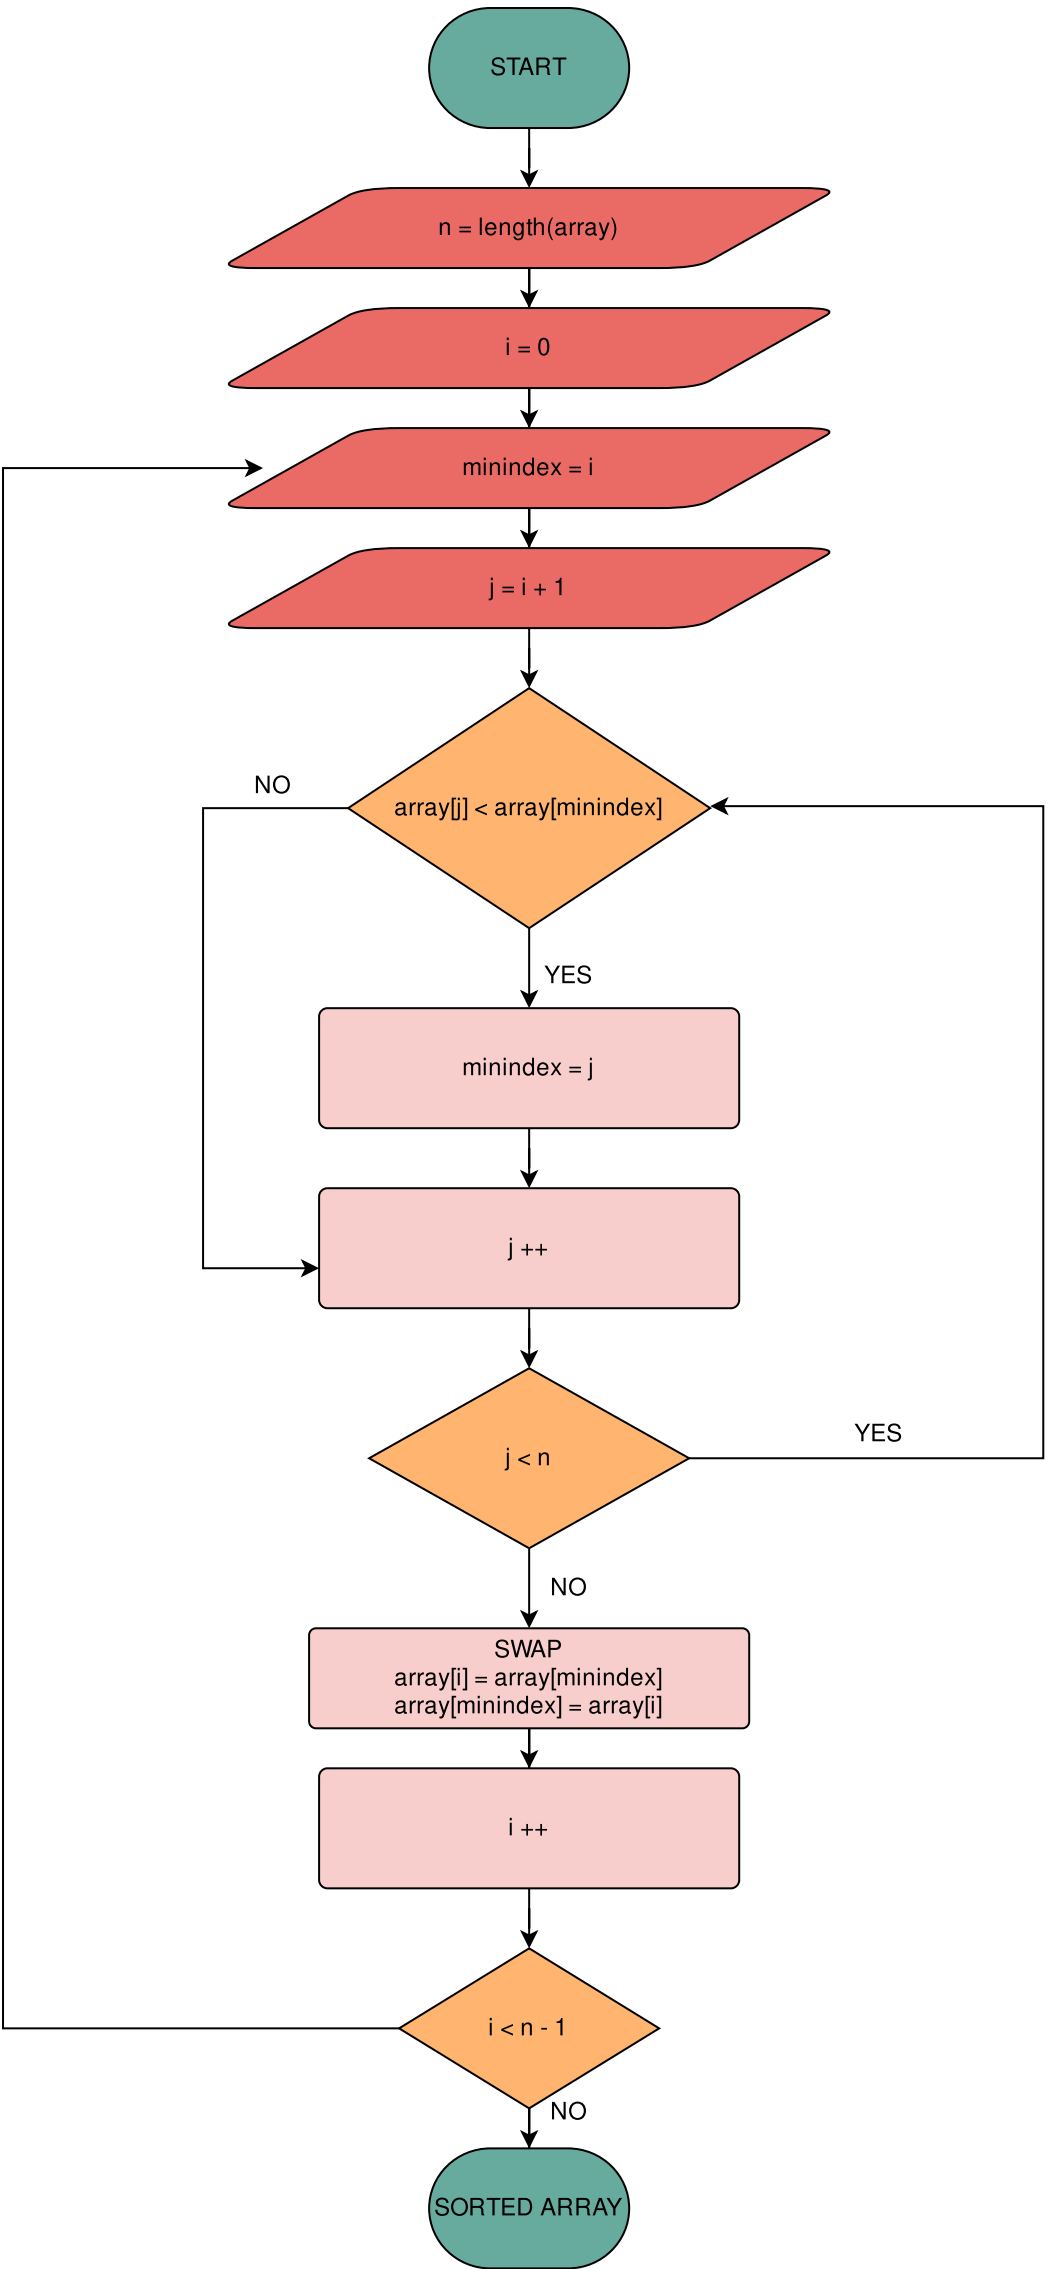 START
n = length(array)
i = 0
minindex = i
j = i + 1
NO
array[j] < array[minindex]
YES
minindex = j
j ++
j < n
YES
NO
SWAP
array[i] = array[minindex]
array[minindex] = array[i]
i ++
i < n - 1
NO
SORTED ARRAY